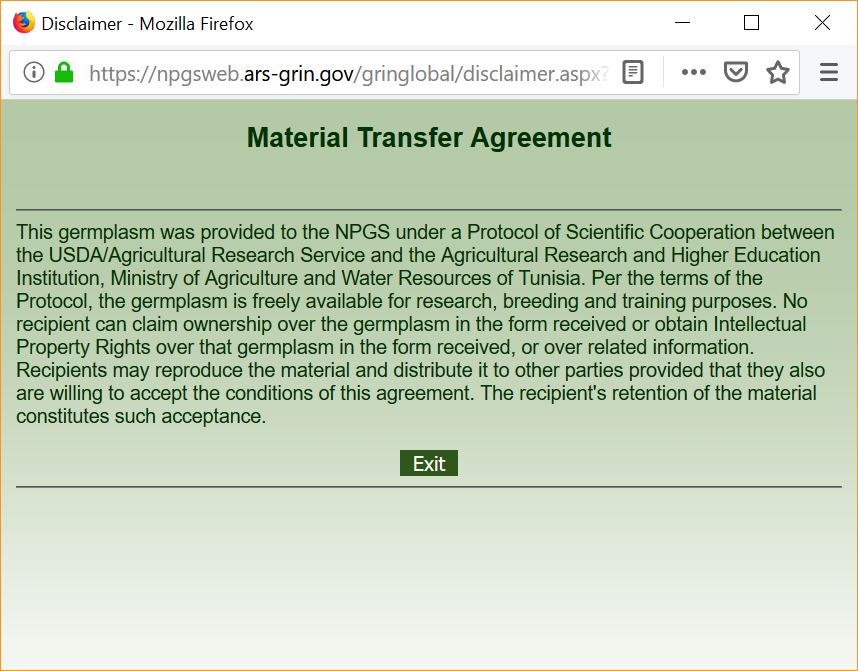 Disclaimer - Mozilla Firefox
https://npgsweb.ars-grin.gov/gringlobal/disclaimer.aspx?
Material Transfer Agreement
This germplasm was provided to the NPGS under a Protocol of Scientific Cooperation between
the USDA/Agricultural Research Service and the Agricultural Research and Higher Education
Institution, Ministry of Agriculture and Water Resources of Tunisia. Per the terms of the
Protocol, the germplasm is freely available for research, breeding and training purposes. No
recipient can claim ownership over the germplasm in the form received or obtain Intellectual
Property Rights over that germplasm in the form received, or over related information.
Recipients may reproduce the material and distribute it to other parties provided that they also
are willing to accept the conditions of this agreement. The recipient's retention of the material
constitutes such acceptance.
Exit